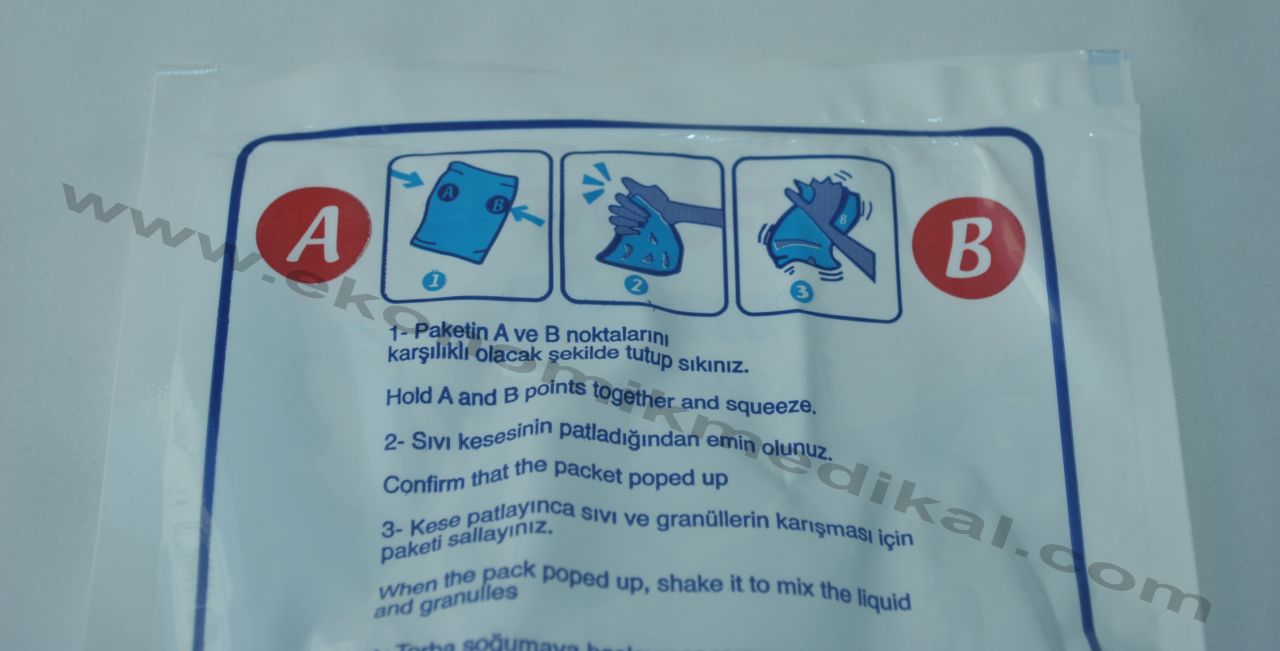 A
B
A
B
B
1
2
3
1- Paketin A ve B noktalarını
karşılıklı olacak şekilde tutup sıkınız.
Hold A and B points together and squeeze.
2- Sıvı kesesinin patladığından emin olunuz.
Confirm that the packet poped up
3- Kese patlayınca sıvı ve granüllerin karışması için
paketi sallayınız.
When the pack poped up, shake it to mix the liquid
and granulles
Torba soğumaya
www.ekonomikmedikal.com